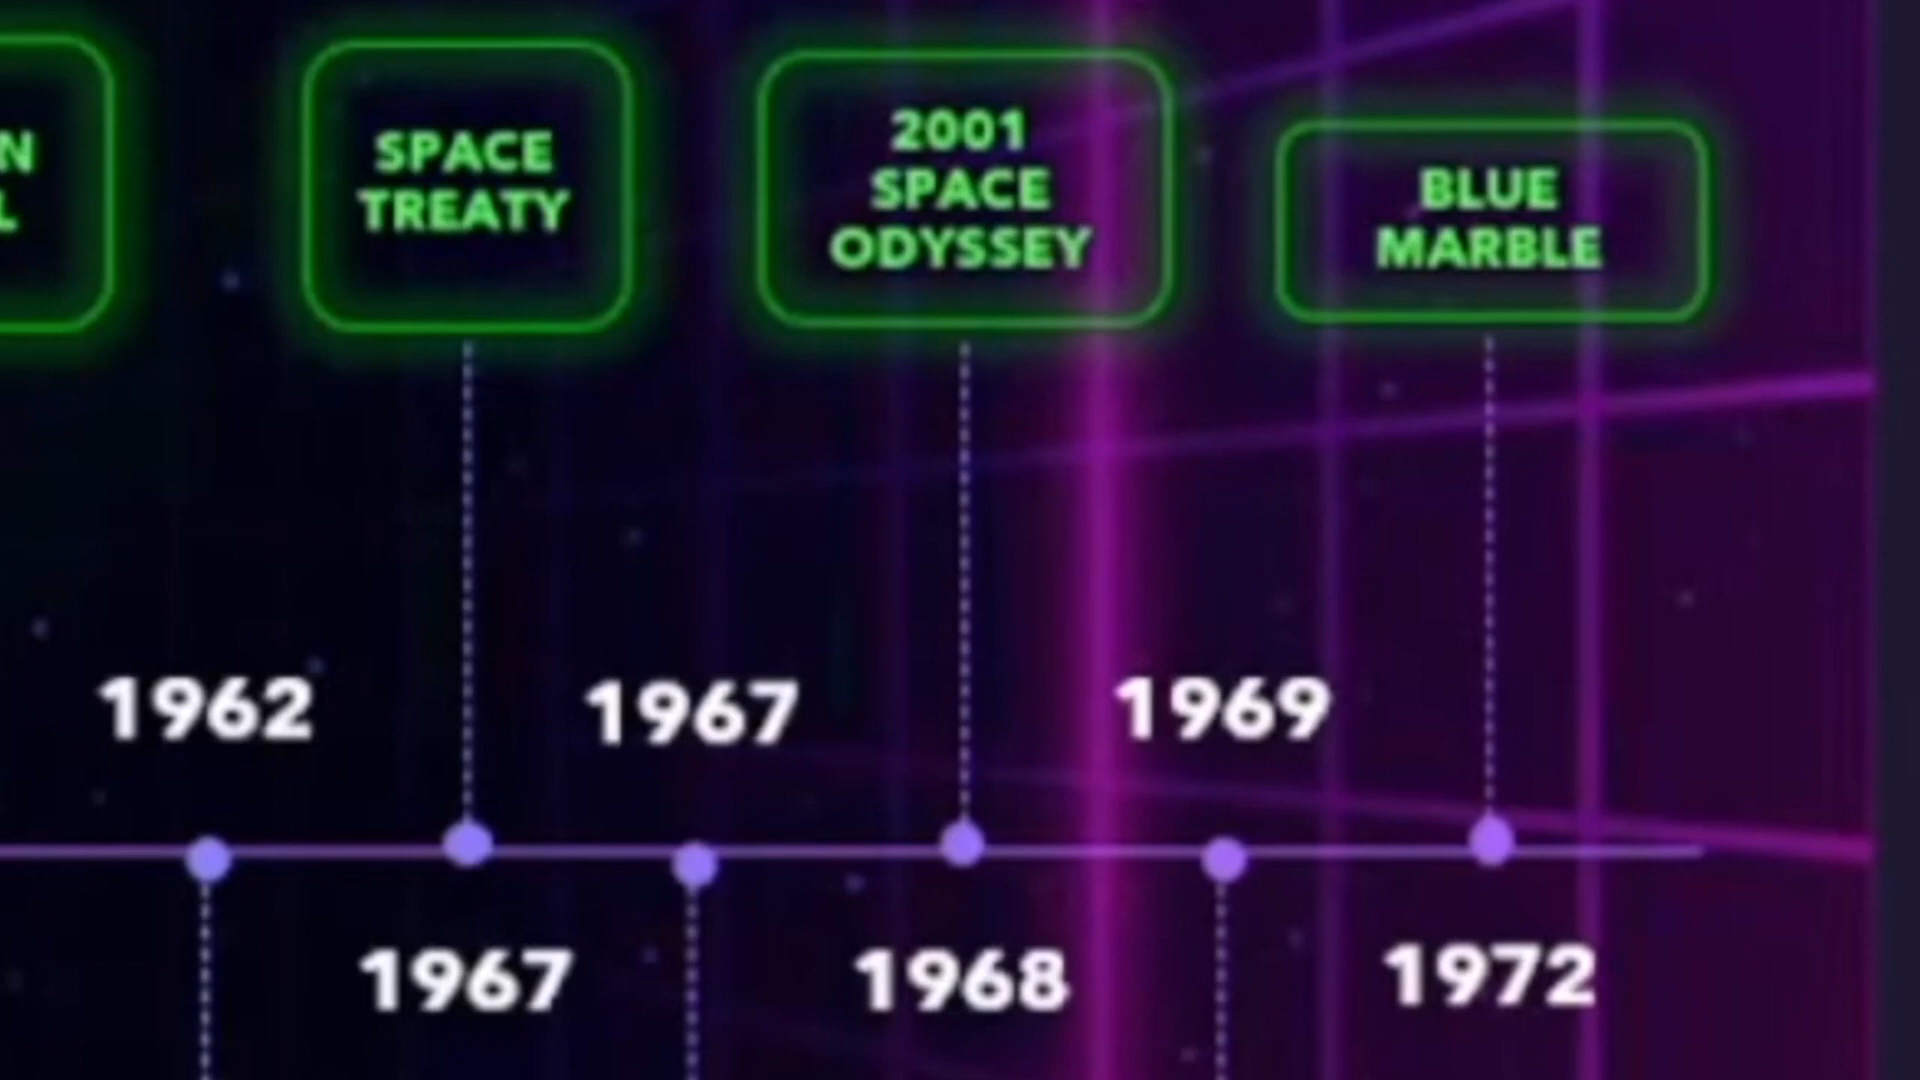 SPACE
TREATY
2001
SPACE
ODYSSEY
BLUE
MARBLE
1962
1967
1969
1967
1968
1972